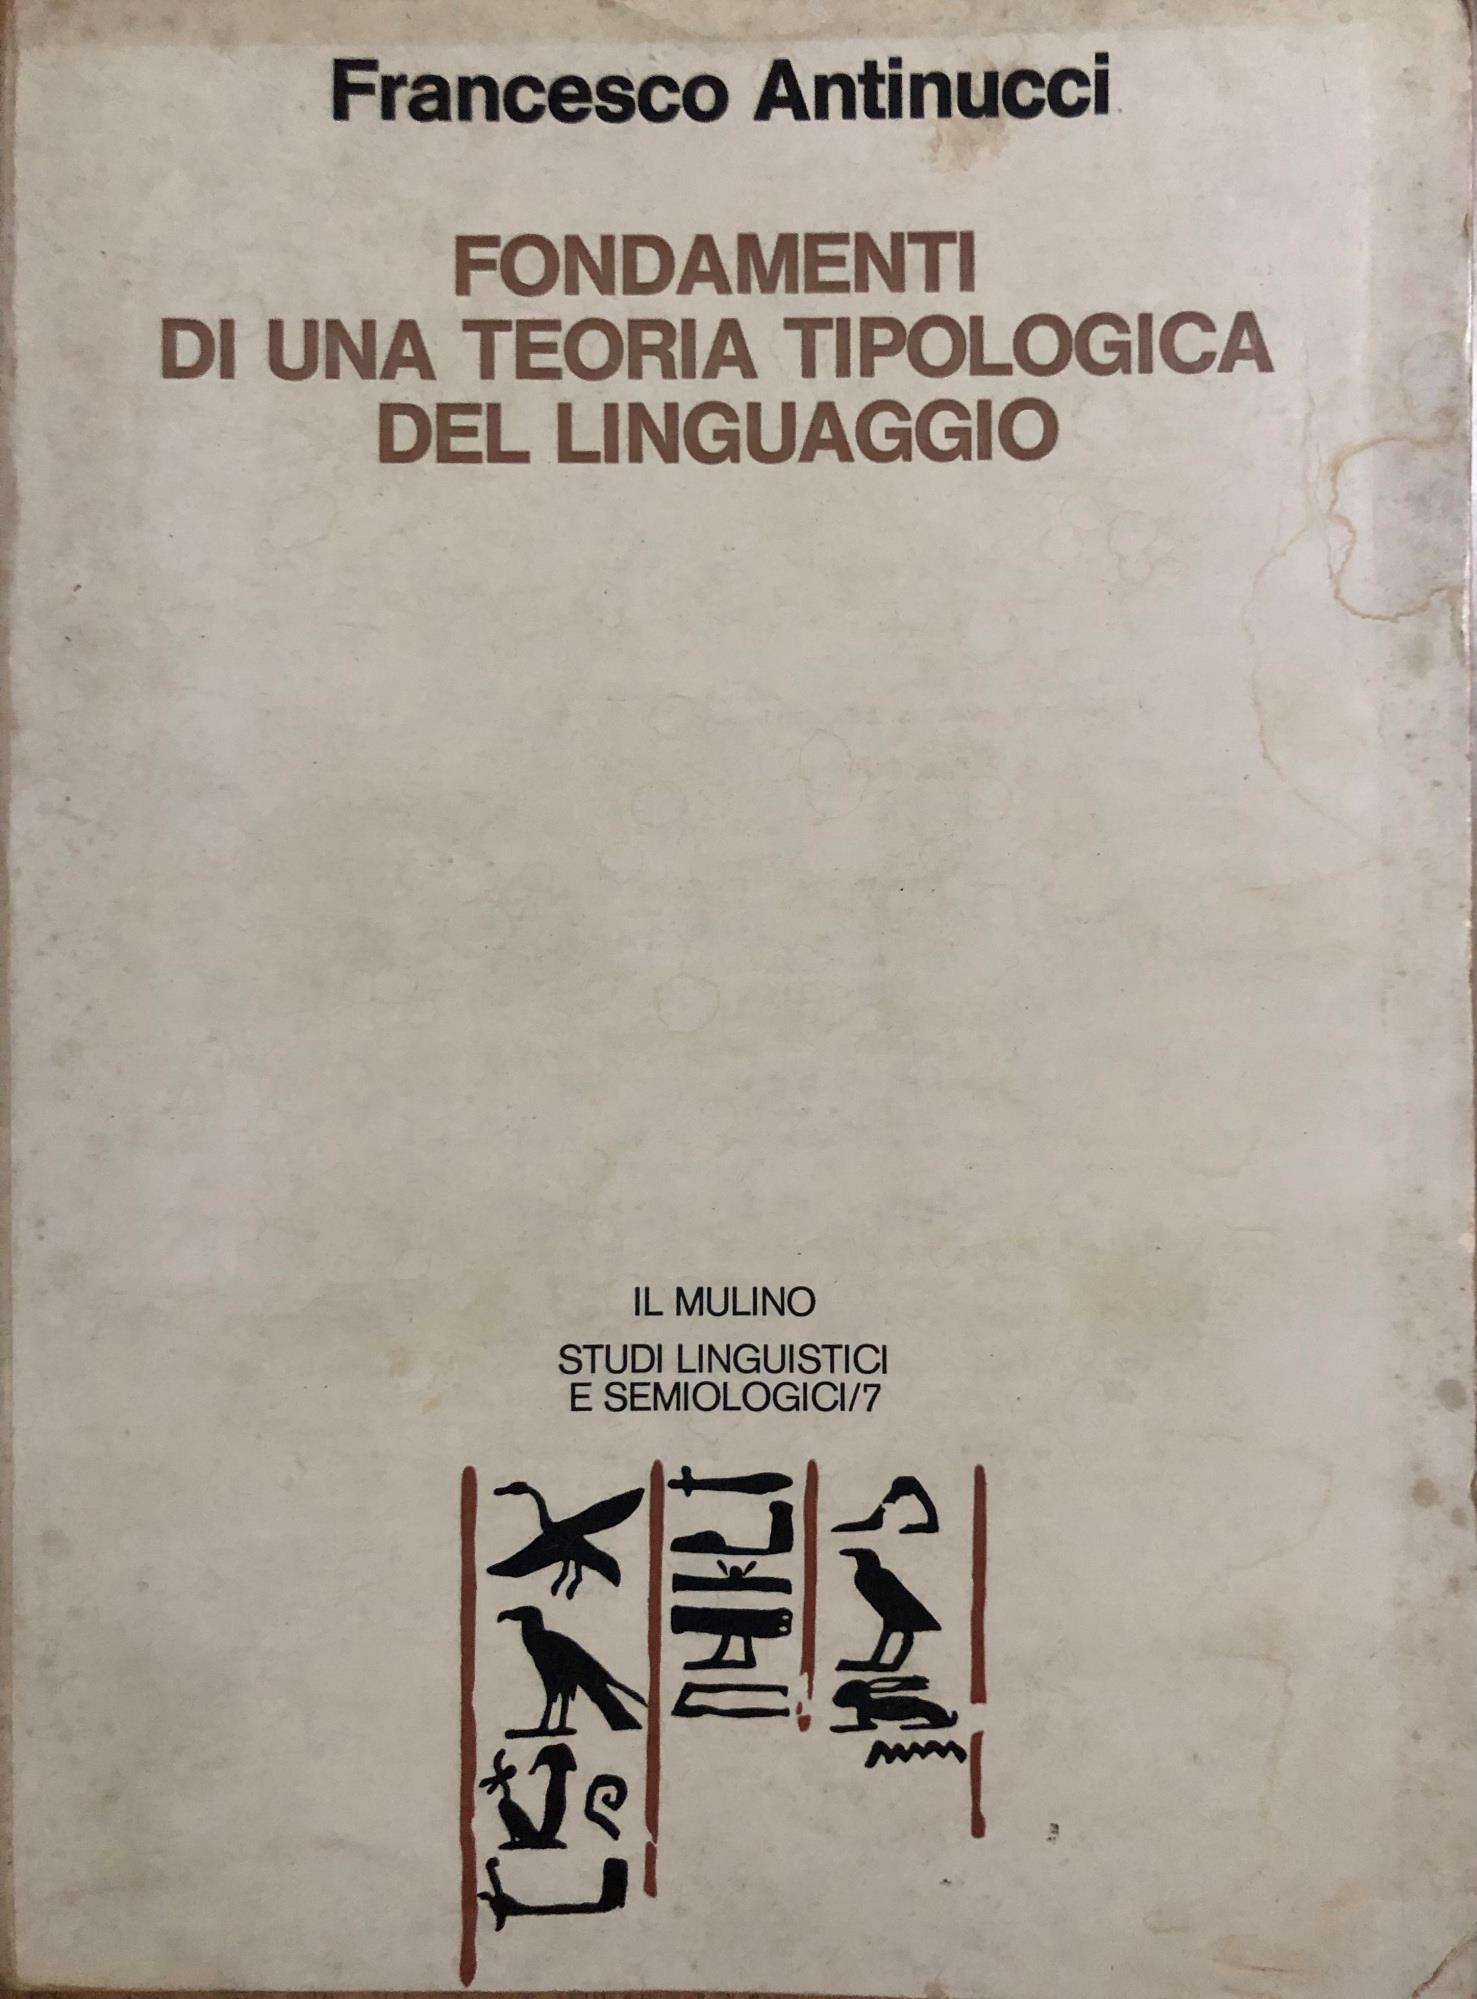 Francesco Antinucci
FONDAMENTI
DI UNA TEORIA TIPOLOGICA
DEL LINGUAGGIO
IL MULINO
STUDI LINGUISTICI
E SEMIOLOGICI/7